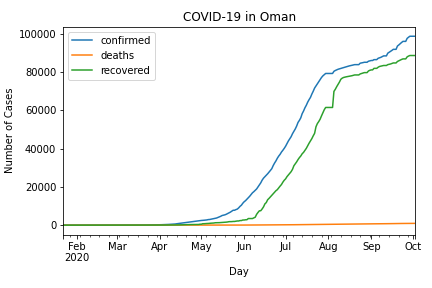 COVID-19 in Oman
confirmed
deaths
recovered
Number of Cases
100000
80000
60000
40000
20000
0
Feb Mar Apr May Jun Jul Aug Sep Oct
2020
Day